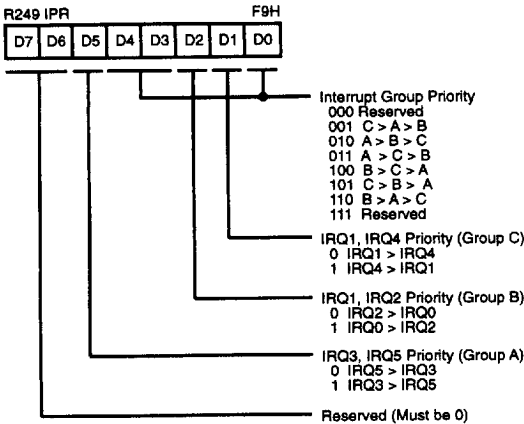 R249 IPR F9H
D7 D6 D5 D4 D3 D2 D1 D0
Interrupt Group Priority
000 Reserved
001 C > A > B
010 A > B > C
011 A > C > B
100 B > C > A
101 C > B > A
110 B > A > C
111 Reserved
IRQ1, IRQ4 Priority (Group C)
0 IRQ1 > IRQ4
1 IRQ4 > IRQ1
IRQ1, IRQ2 Priority (Group B)
0 IRQ2 > IRQ0
1 IRQ0 > IRQ2
IRQ3, IRQ5 Priority (Group A)
0 IRQ5 > IRQ3
1 IRQ3 > IRQ5
Reserved (Must be 0)